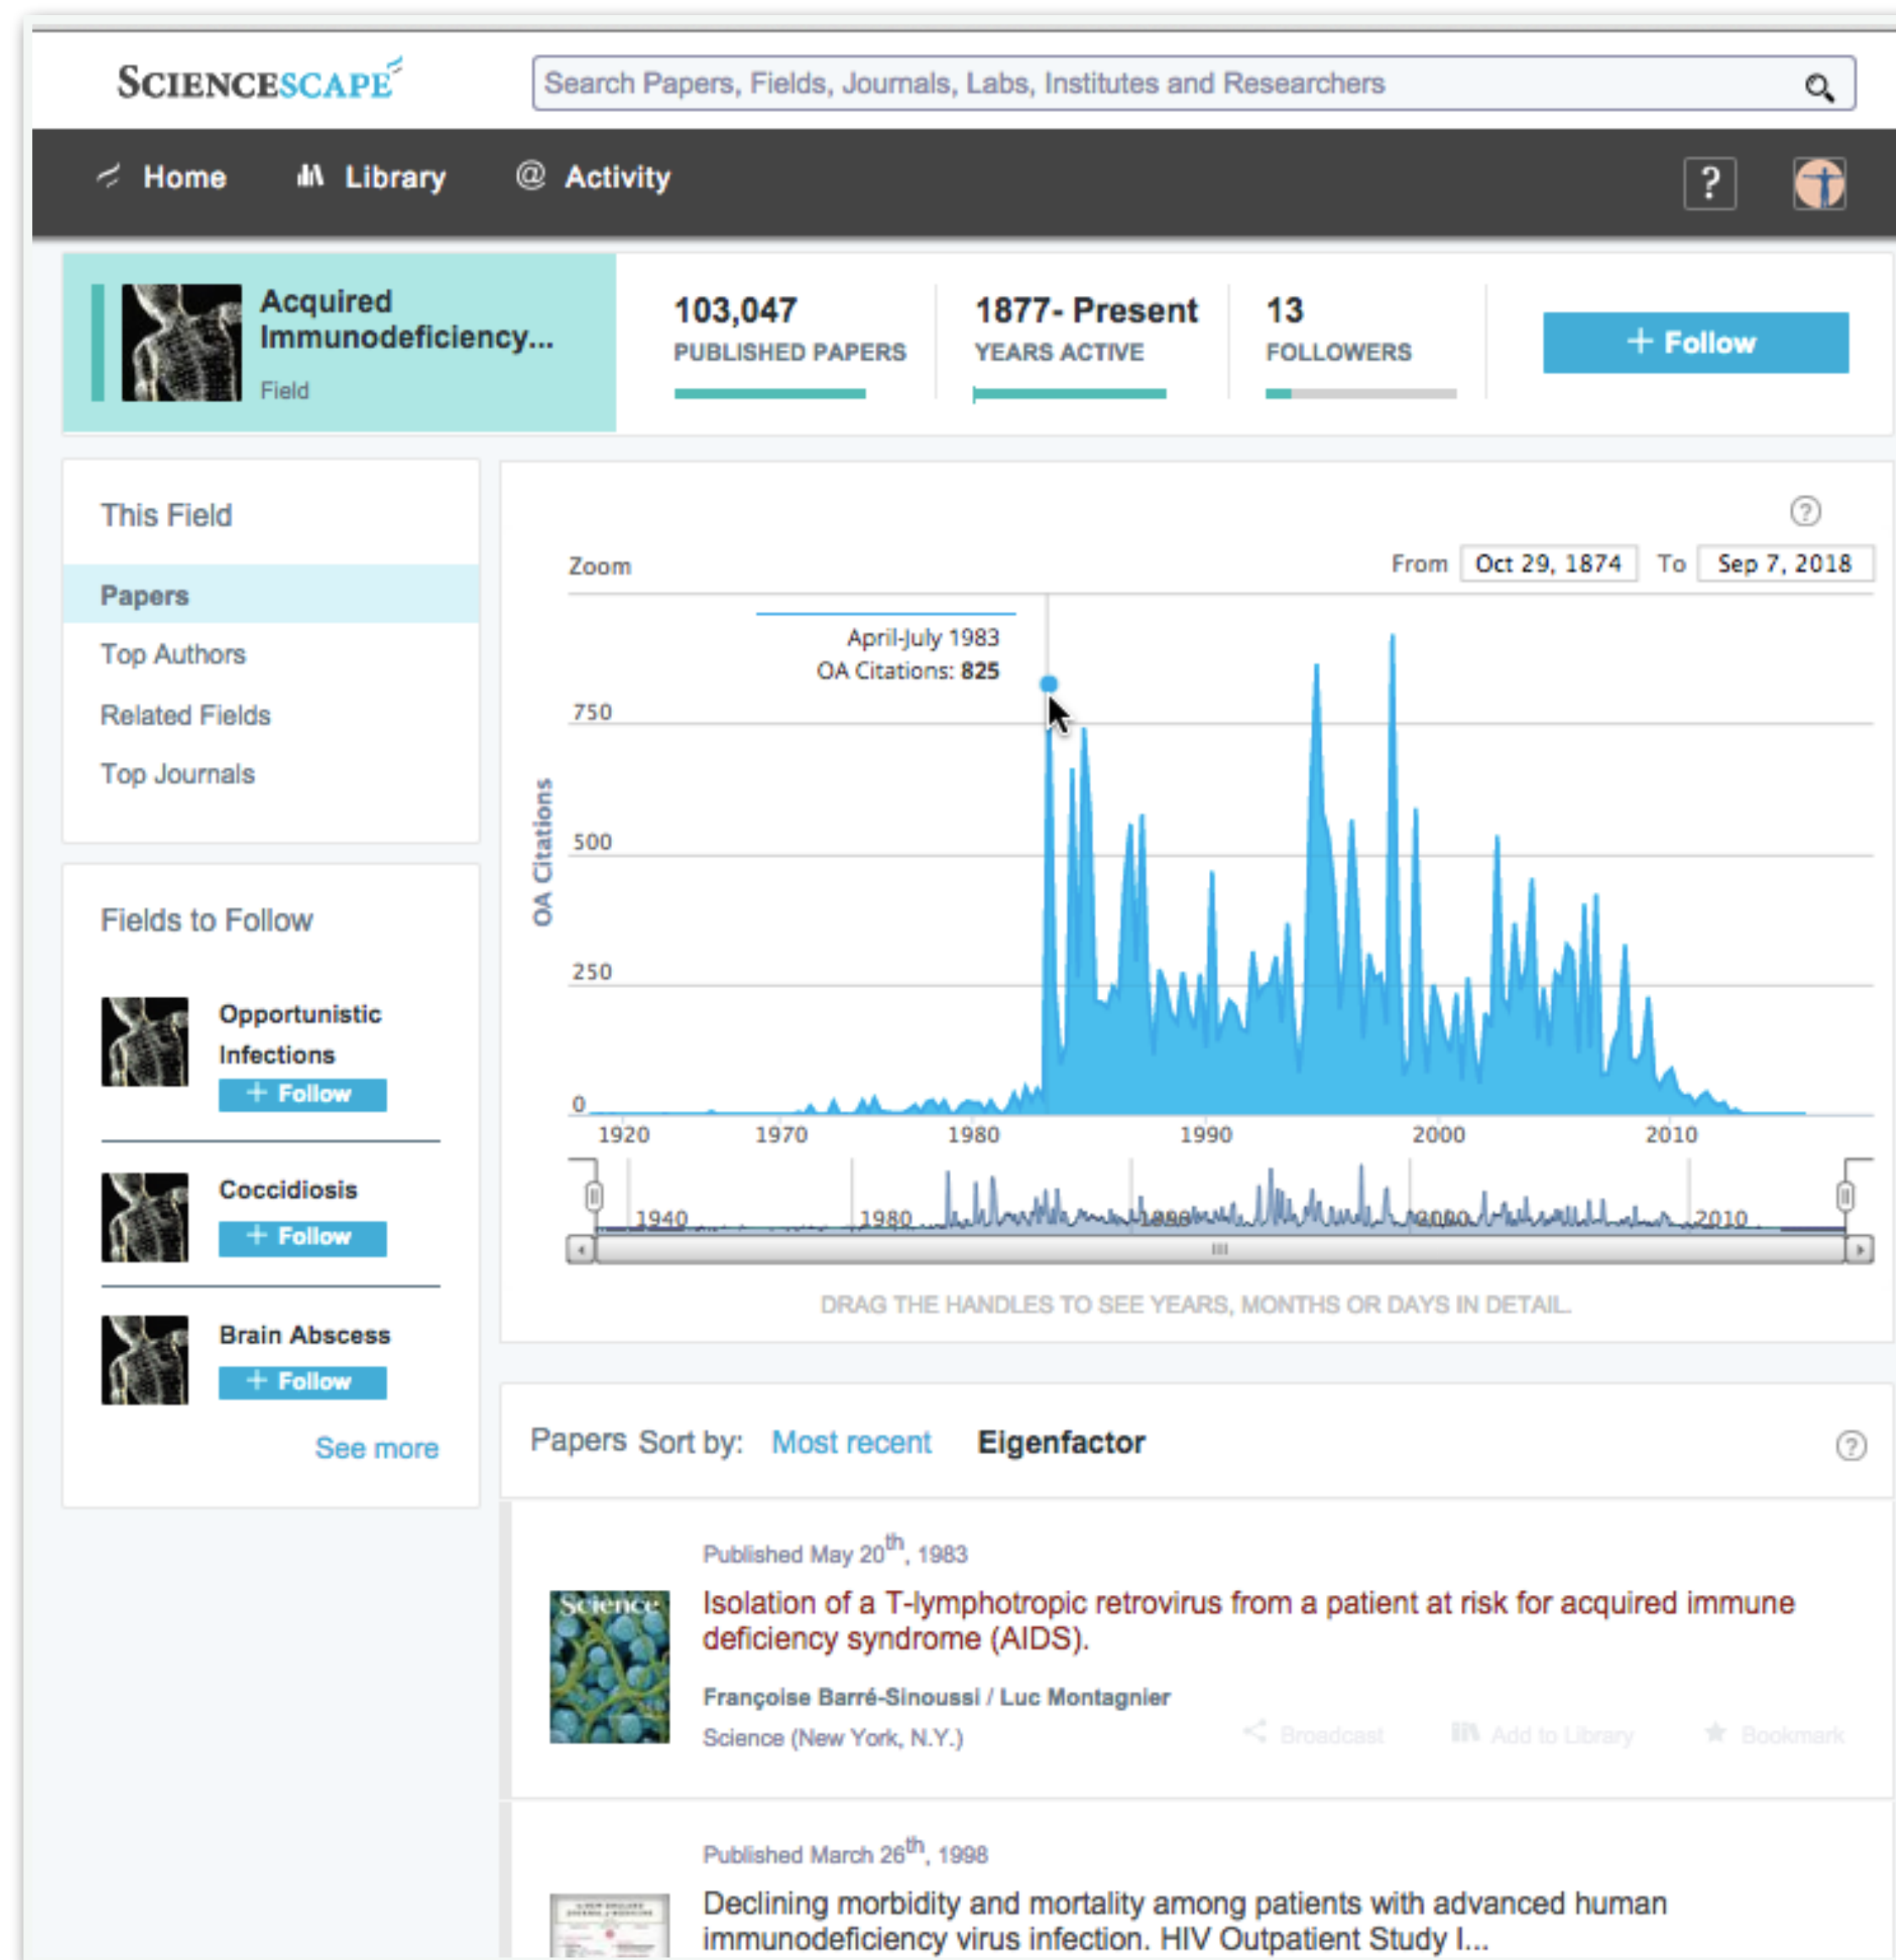 SCIENCESCAPE
Search Papers, Fields, Journals, Labs, Institutes and Researchers
Home
Library
@ Activity
?
Acquired
Immunodeficiency...
Field
103,047
PUBLISHED PAPERS
1877- Present
YEARS ACTIVE
13
FOLLOWERS
+ Follow
This Field
Papers
Top Authors
Related Fields
Top Journals
Fields to Follow
Opportunistic
Infections
+ Follow
Coccidiosis
+ Follow
Brain Abscess
+ Follow
See more
?
Zoom
From Oct 29, 1874 To Sep 7, 2018
April-July 1983
OA Citations: 825
OA Citations
750
500
250
0
1920 1970 1980 1990 2000 2010
1940 1980 1990 2000 2010
DRAG THE HANDLES TO SEE YEARS, MONTHS OR DAYS IN DETAIL.
Papers Sort by: Most recent Eigenfactor
?
Published May 20th, 1983
Science
Isolation of a T-lymphotropic retrovirus from a patient at risk for acquired immune
deficiency syndrome (AIDS).
Françoise Barré-Sinoussi / Luc Montagnier
Science (New York, N.Y.)
Broadcast Add to Library Bookmark
Published March 26th, 1998
Declining morbidity and mortality among patients with advanced human
immunodeficiency virus infection. HIV Outpatient Study I...